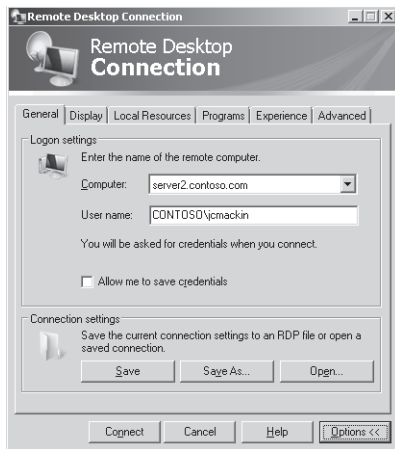 Remote Desktop Connection
Remote Desktop
Connection
General Display Local Resources Programs Experience Advanced
Logon settings
Enter the name of the remote computer.
Computer: server2.contoso.com
User name: CONTOSO\jcmackin
You will be asked for credentials when you connect.
Allow me to save credentials
Connection settings
Save the current connection settings to an RDP file or open a
saved connection.
Save Save As... Open...
Connect Cancel Help Options <<